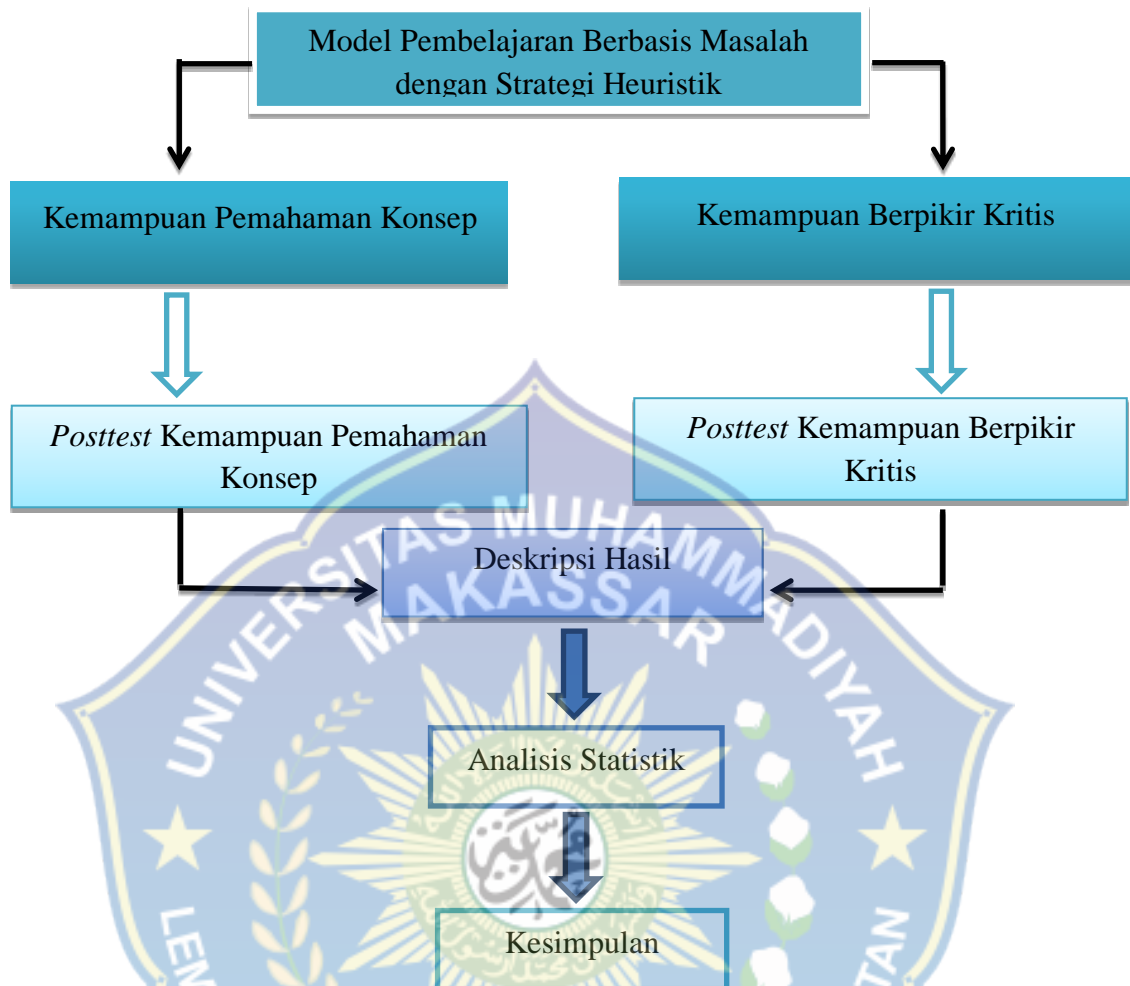 Model Pembelajaran Berbasis Masalah
dengan Strategi Heuristik
Kemampuan Pemahaman Konsep
Kemampuan Berpikir Kritis
Posttest Kemampuan Pemahaman
Konsep
Posttest Kemampuan Berpikir
Kritis
UNIVERSITAS MUHAMMADIYAH
MAKASSAR
Deskripsi Hasil
Analisis Statistik
Kesimpulan